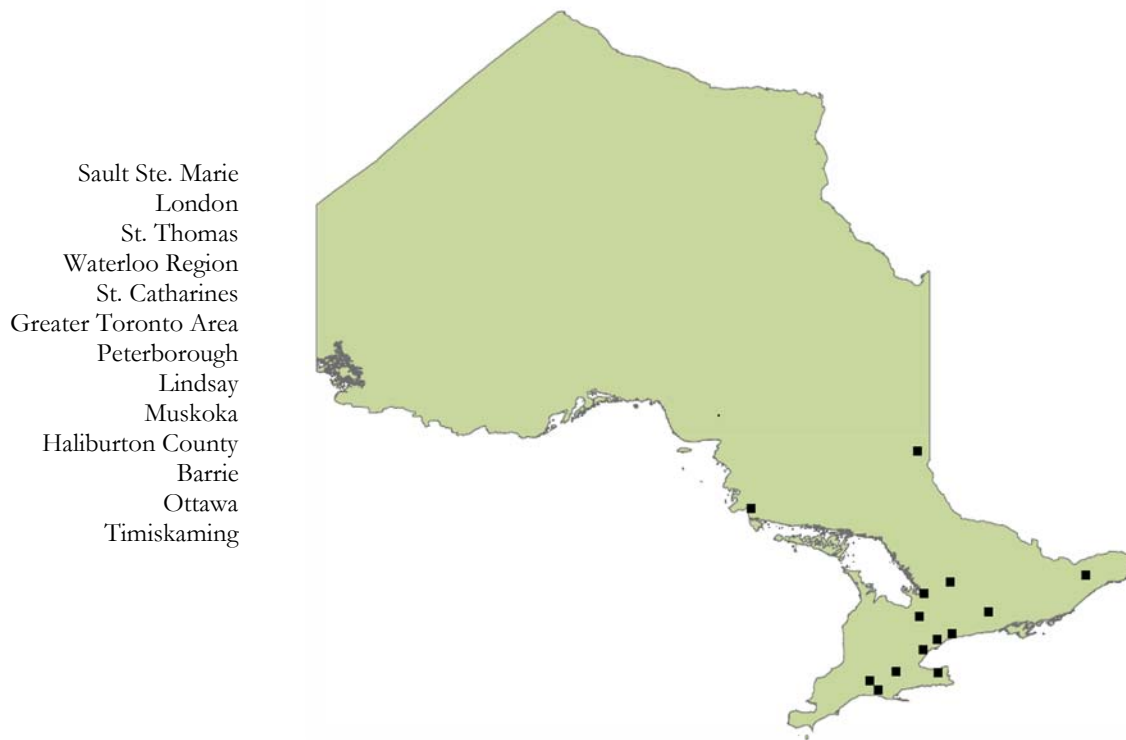 Sault Ste. Marie
London
St. Thomas
Waterloo Region
St. Catharines
Greater Toronto Area
Peterborough
Lindsay
Muskoka
Haliburton County
Barrie
Ottawa
Timiskaming